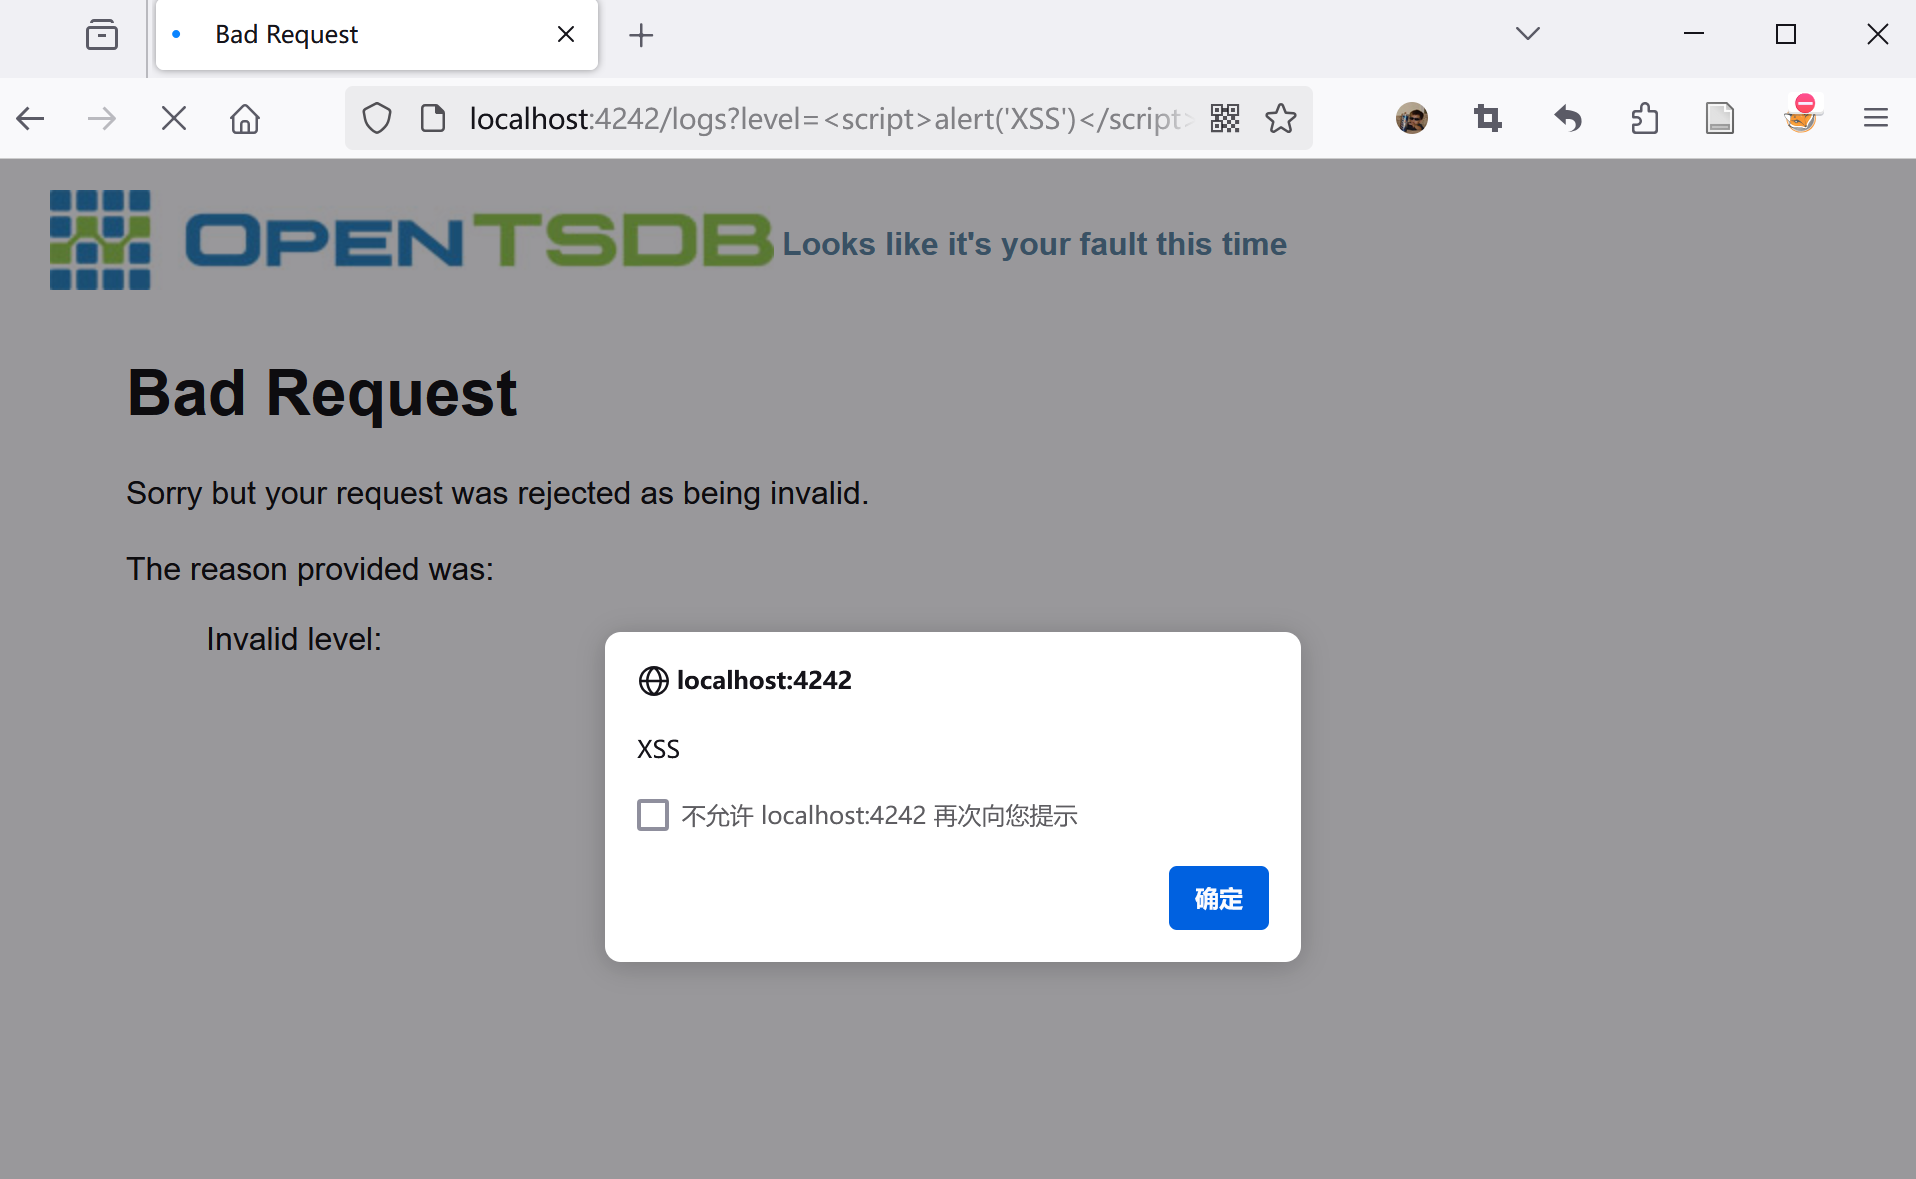 Bad Request
localhost:4242/logs?level=<script>alert('XSS')</script>
OPENTSDB Looks like it's your fault this time
Bad Request
Sorry but your request was rejected as being invalid.
The reason provided was:
Invalid level:
localhost:4242
XSS
不允许 localhost:4242 再次向您提示
确定